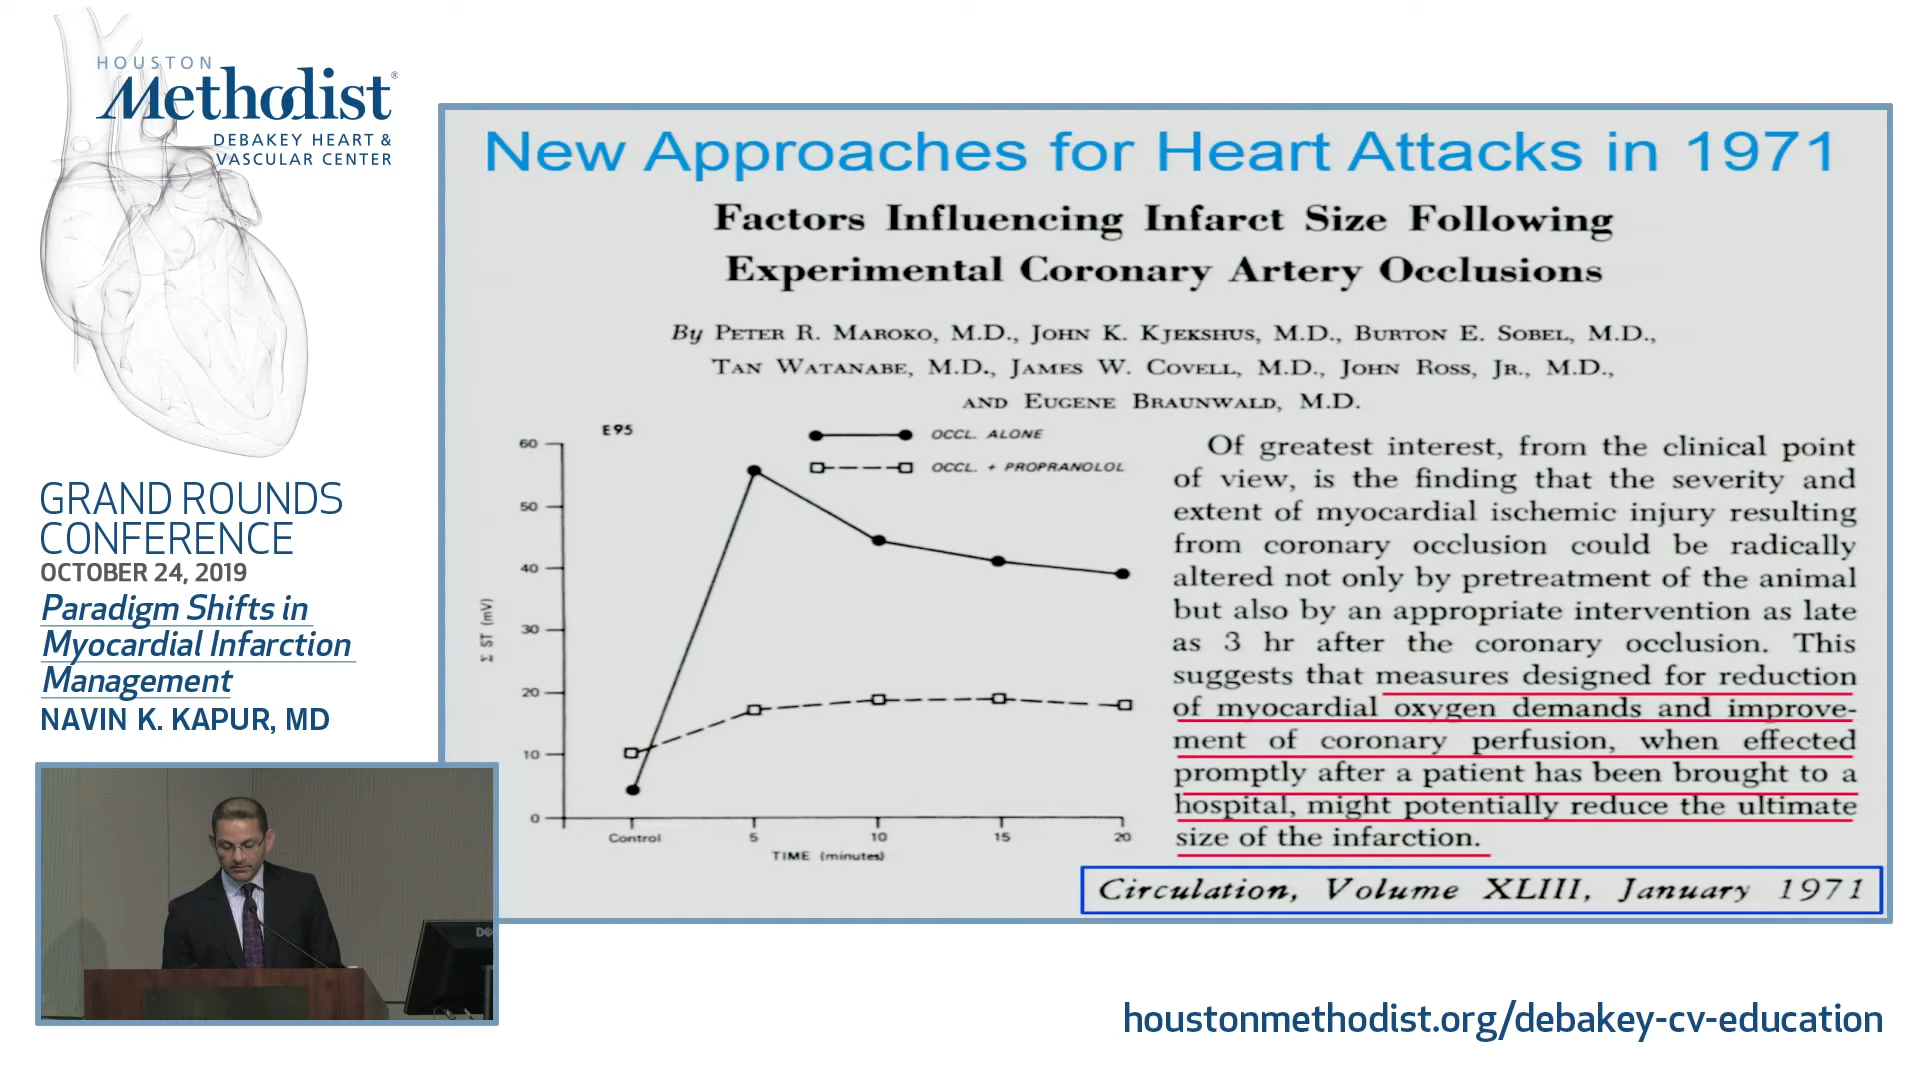 HOUSTON
Methodist®
DEBAKEY HEART &
VASCULAR CENTER
GRAND ROUNDS
CONFERENCE
OCTOBER 24, 2019
Paradigm Shifts in
Myocardial Infarction
Management
NAVIN K. KAPUR, MD
New Approaches for Heart Attacks in 1971
Factors Influencing Infarct Size Following
Experimental Coronary Artery Occlusions
By PETER R. MAROKO, M.D., JOHN K. KJEKSHUS, M.D., BURTON E. SOBEL, M.D.,
TAN WATANABE, M.D., JAMES W. COVELL, M.D., JOHN ROSS, JR., M.D.,
AND EUGENE BRAUNWALD, M.D.
E95
OCCL. ALONE
OCCL. + PROPRANOLOL
60
50
40
30
20
10
0
Σ ST (mV)
Control 5 10 15 20
TIME (minutes)
Of greatest interest, from the clinical point
of view, is the finding that the severity and
extent of myocardial ischemic injury resulting
from coronary occlusion could be radically
altered not only by pretreatment of the animal
but also by an appropriate intervention as late
as 3 hr after the coronary occlusion. This
suggests that measures designed for reduction
of myocardial oxygen demands and improve-
ment of coronary perfusion, when effected
promptly after a patient has been brought to a
hospital, might potentially reduce the ultimate
size of the infarction.
Circulation, Volume XLIII, January 1971
houstonmethodist.org/debakey-cv-education